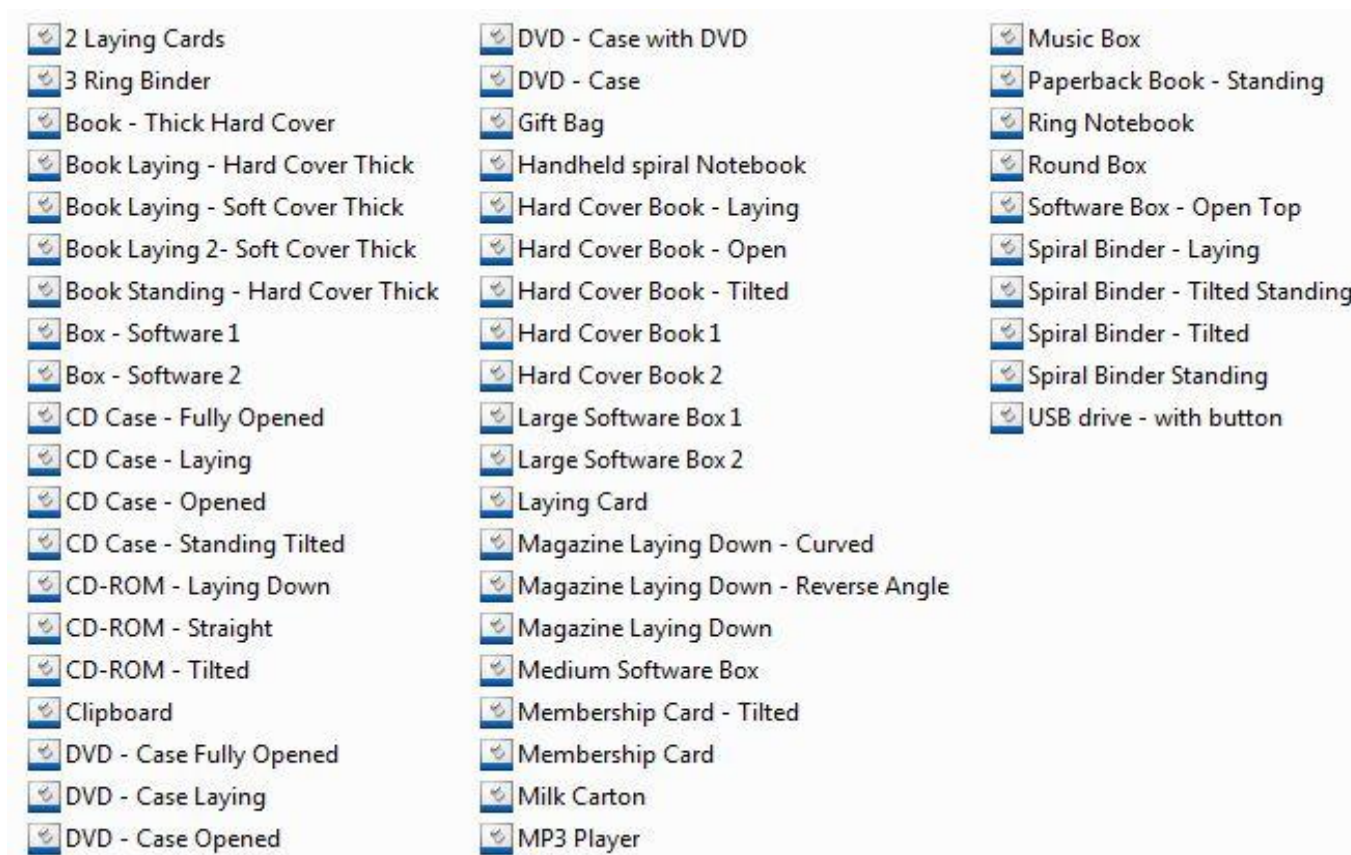 2 Laying Cards
3 Ring Binder
Book - Thick Hard Cover
Book Laying - Hard Cover Thick
Book Laying - Soft Cover Thick
Book Laying 2- Soft Cover Thick
Book Standing - Hard Cover Thick
Box - Software 1
Box - Software 2
CD Case - Fully Opened
CD Case - Laying
CD Case - Opened
CD Case - Standing Tilted
CD-ROM - Laying Down
CD-ROM - Straight
CD-ROM - Tilted
Clipboard
DVD - Case Fully Opened
DVD - Case Laying
DVD - Case Opened
DVD - Case with DVD
DVD - Case
Gift Bag
Handheld spiral Notebook
Hard Cover Book - Laying
Hard Cover Book - Open
Hard Cover Book - Tilted
Hard Cover Book 1
Hard Cover Book 2
Large Software Box 1
Large Software Box 2
Laying Card
Magazine Laying Down - Curved
Magazine Laying Down - Reverse Angle
Magazine Laying Down
Medium Software Box
Membership Card - Tilted
Membership Card
Milk Carton
MP3 Player
Music Box
Paperback Book - Standing
Ring Notebook
Round Box
Software Box - Open Top
Spiral Binder - Laying
Spiral Binder - Tilted Standing
Spiral Binder - Tilted
Spiral Binder Standing
USB drive - with button